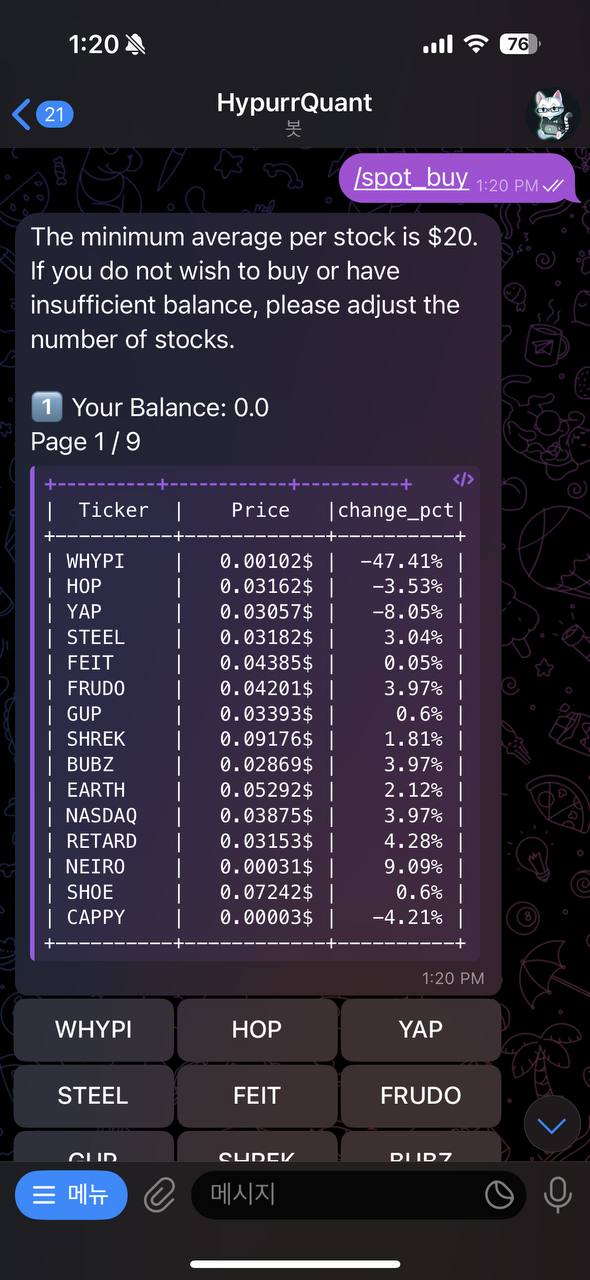 1:20
76
21
HypurrQuant
봇
/spot_buy 1:20 PM
The minimum average per stock is $20.
If you do not wish to buy or have
insufficient balance, please adjust the
number of stocks.
1 Your Balance: 0.0
Page 1 / 9
+----------+------------+----------+ </>
| Ticker | Price |change_pct|
+----------+------------+----------+
| WHYPI | 0.00102$ | -47.41% |
| HOP | 0.03162$ | -3.53% |
| YAP | 0.03057$ | -8.05% |
| STEEL | 0.03182$ | 3.04% |
| FEIT | 0.04385$ | 0.05% |
| FRUDO | 0.04201$ | 3.97% |
| GUP | 0.03393$ | 0.6% |
| SHREK | 0.09176$ | 1.81% |
| BUBZ | 0.02869$ | 3.97% |
| EARTH | 0.05292$ | 2.12% |
| NASDAQ | 0.03875$ | 3.97% |
| RETARD | 0.03153$ | 4.28% |
| NEIRO | 0.00031$ | 9.09% |
| SHOE | 0.07242$ | 0.6% |
| CAPPY | 0.00003$ | -4.21% |
+----------+------------+----------+
1:20 PM
WHYPI HOP YAP
STEEL FEIT FRUDO
GUP SHREK BUBZ
메뉴 메시지